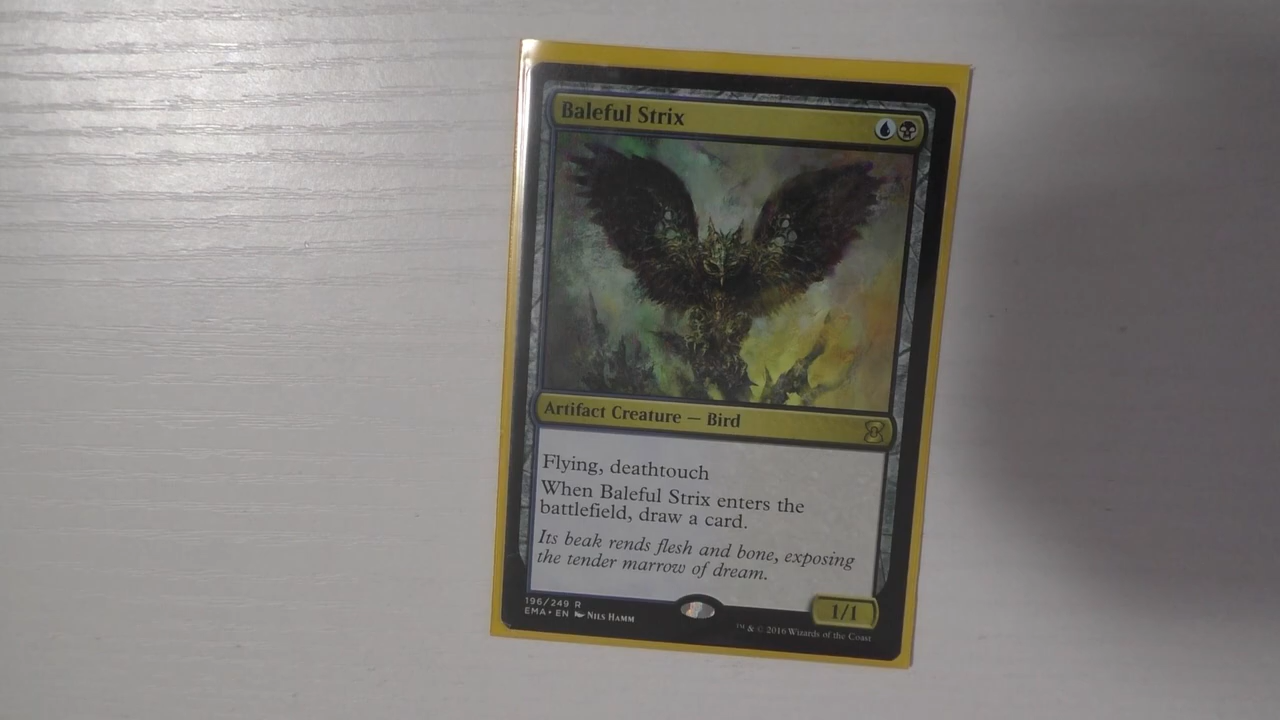 Baleful Strix
Artifact Creature — Bird
Flying, deathtouch
When Baleful Strix enters the
battlefield, draw a card.
Its beak rends flesh and bone, exposing
the tender marrow of dream.
196/249 R
EMA • EN Nils Hamm
1/1
™ & © 2016 Wizards of the Coast